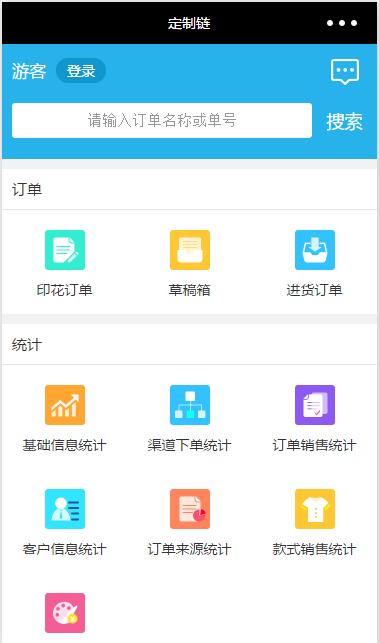 定制链
游客 登录
请输入订单名称或单号 搜索
订单
印花订单 草稿箱 进货订单
统计
基础信息统计 渠道下单统计 订单销售统计
客户信息统计 订单来源统计 款式销售统计